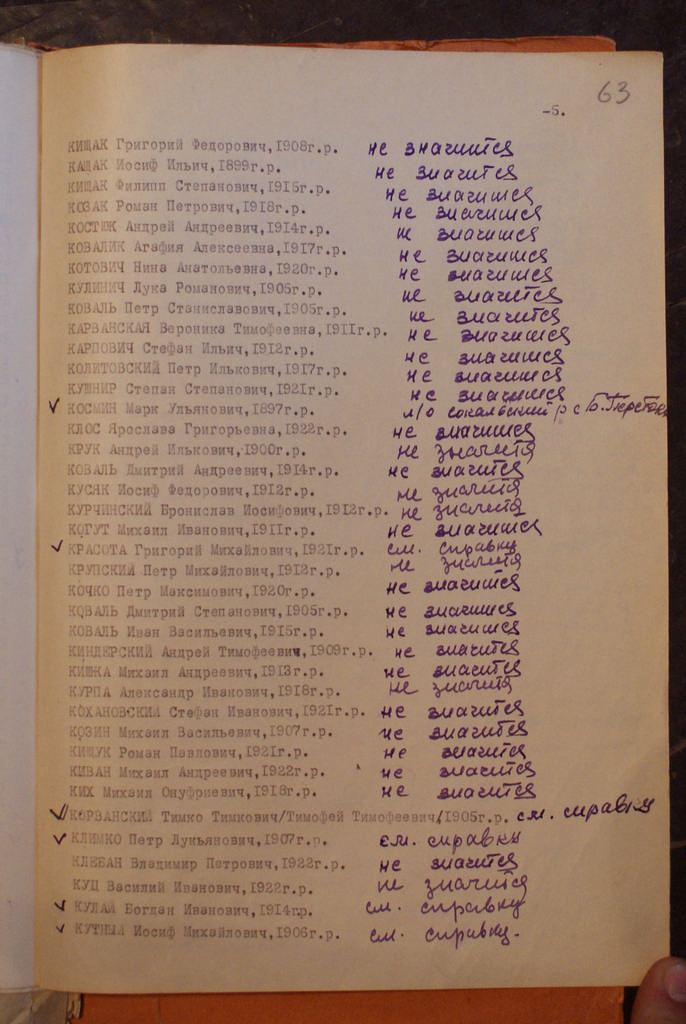 63
-5.
КИЩАК Григорий Федорович,1908г.р. не значится
КАЩАК Иосиф Ильич,1899г.р. не значится
КИЩАК Филипп Степанович,1915г.р. не значится
КОЗАК Роман Петрович,1918г.р. не значится
КОСТЮК Андрей Андреевич,1914г.р. не значится
КОВАЛИК Агафия Алексеевна,1917г.р. не значится
КОТОВИЧ Нина Анатольевна,1920г.р. не значится
КУЛИНИЧ Лука Романович,1905г.р. не значится
КОВАЛЬ Петр Станиславович,1905г.р. не значится
КАРВАНСКАЯ Вероника Тимофеевна,1911г.р. не значится
КАРПОВИЧ Стефан Ильич,1912г.р. не значится
КОЛИТОВСКИЙ Петр Илькович,1917г.р. не значится
КУШНИР Степан Степанович,1921г.р. не значится
✓ КОСМИН Марк Ульянович,1897г.р. л/о сокальский р с Б.
КЛОС Ярослава Григорьевна,1922г.р. не значится
КРУК Андрей Илькович,1900г.р. не значится
КОВАЛЬ Дмитрий Андреевич,1914г.р. не значится
КУСЯК Иосиф Федорович,1912г.р. не значится
КУРЧИНСКИЙ Бронислав Иосифович,1912г.р. не значится
КОГУТ Михаил Иванович,1911г.р. не значится
✓ КРАСОТА Григорий Михайлович,1921г.р. см. справку
КРУПСКИЙ Петр Михайлович,1912г.р. не значится
КОЧКО Петр Максимович,1920г.р. не значится
КОВАЛЬ Дмитрий Степанович,1905г.р. не значится
КОВАЛЬ Иван Васильевич,1915г.р. не значится
КИНДЕРСКИЙ Андрей Тимофеевич,1909г.р. не значится
КИШКА Михаил Андреевич,1913г.р. не значится
КУРПА Александр Иванович,1918г.р. не значится
КОХАНОВСКИЙ Стефан Иванович,1921г.р. не значится
КОЗИН Михаил Васильевич,1907г.р. не значится
КИЩУК Роман Павлович,1921г.р. не значится
КИВАН Михаил Андреевич,1922г.р. не значится
КИХ Михаил Онуфриевич,1918г.р. не значится
✓ КОРВАНСКИЙ Тимко Тимкович/Тимофей Тимофеевич/1905г.р. см. справку
✓ КЛИМКО Петр Лукьянович,1907г.р. см. справку
КЛЕБАН Владимир Петрович,1922г.р. не значится
КУЦ Василий Иванович,1922г.р. не значится
✓ КУЛАЙ Богдан Иванович,1914г.р. см. справку
✓ КУТНЫЙ Иосиф Михайлович,1906г.р. см. справку.